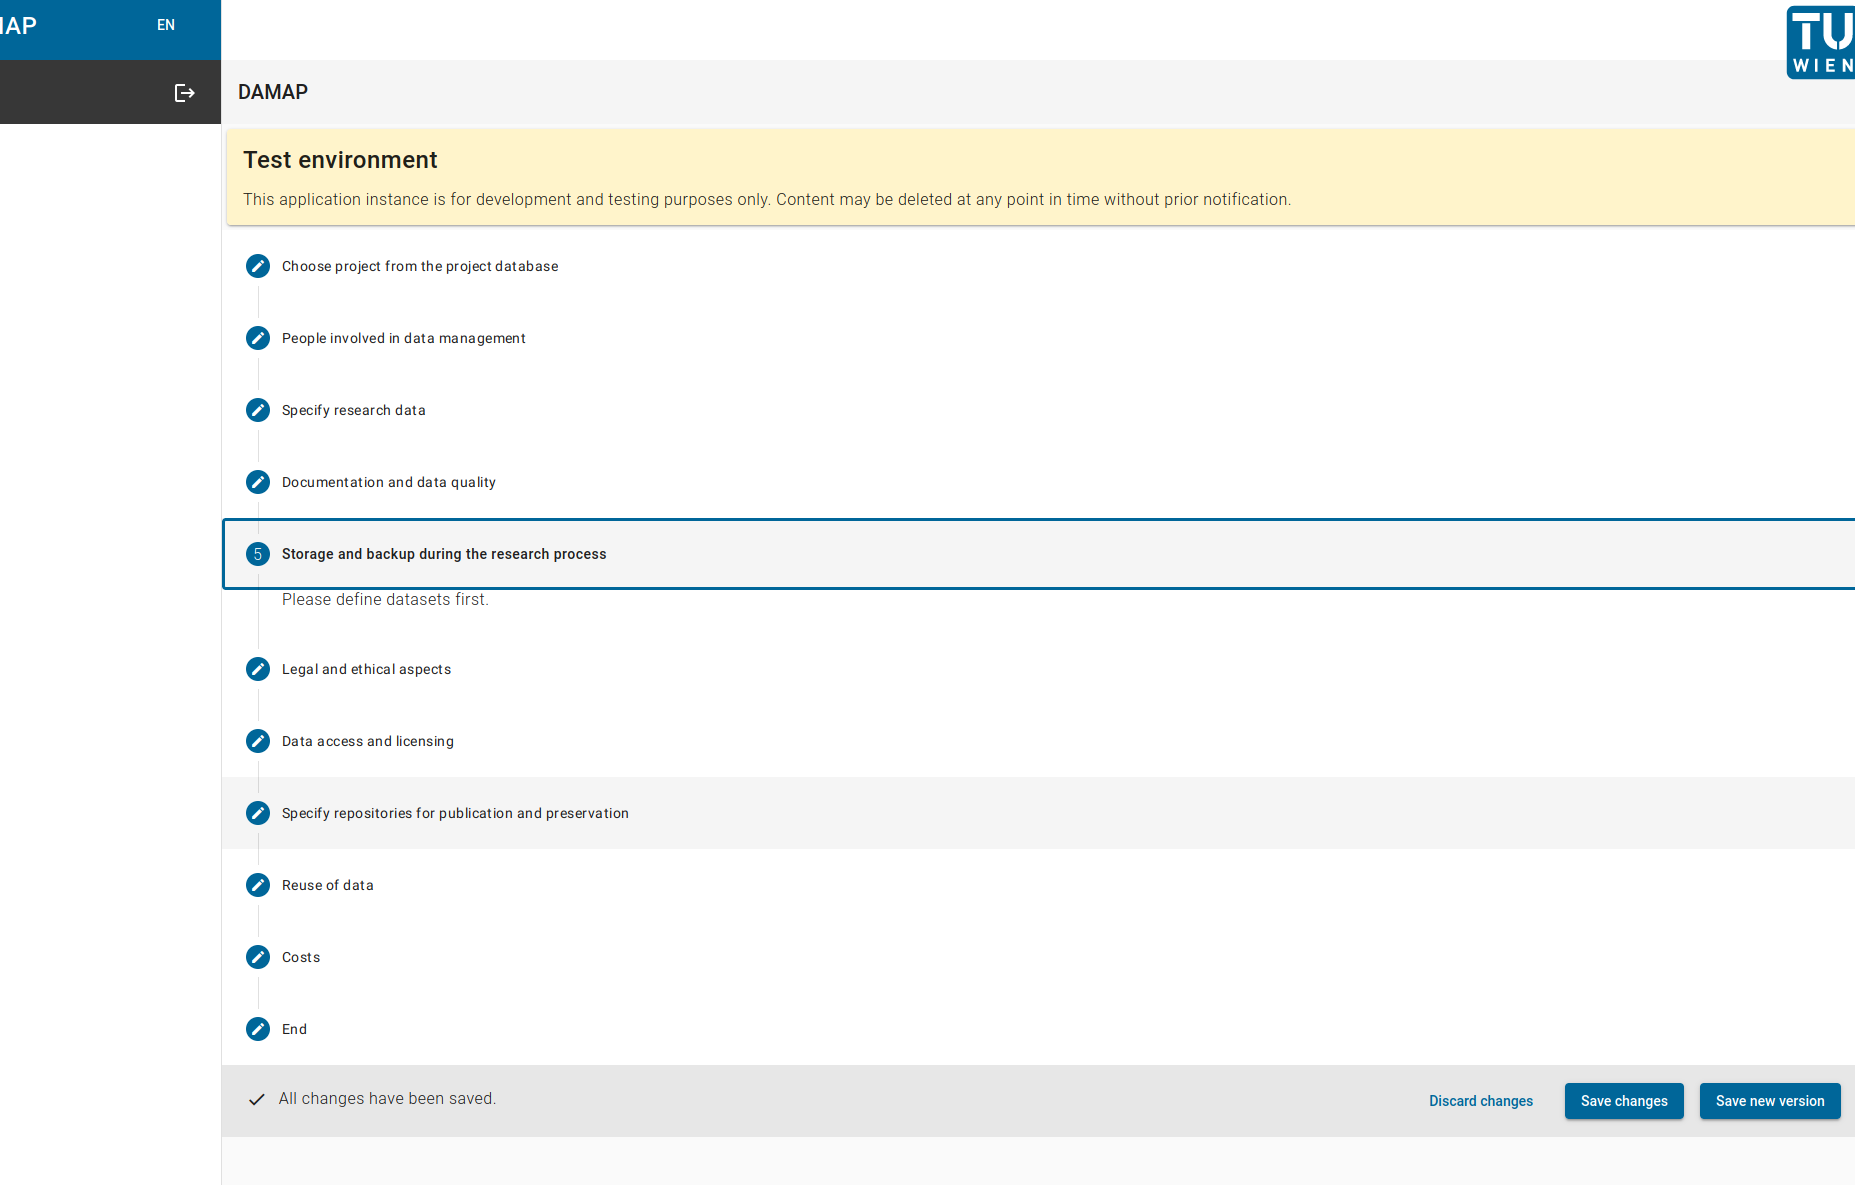 MAP
EN
TU
WIEN
DAMAP
Test environment
This application instance is for development and testing purposes only. Content may be deleted at any point in time without prior notification.
Choose project from the project database
People involved in data management
Specify research data
Documentation and data quality
5 Storage and backup during the research process
Please define datasets first.
Legal and ethical aspects
Data access and licensing
Specify repositories for publication and preservation
Reuse of data
Costs
End
All changes have been saved.
Discard changes
Save changes
Save new version